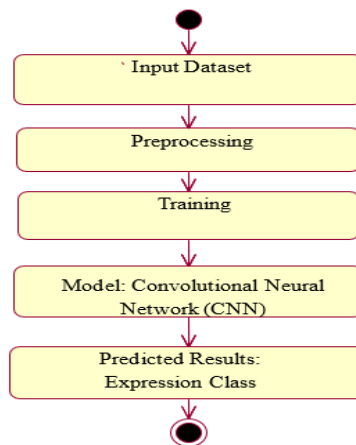 ` Input Dataset
Preprocessing
Training
Model: Convolutional Neural
Network (CNN)
Predicted Results:
Expression Class